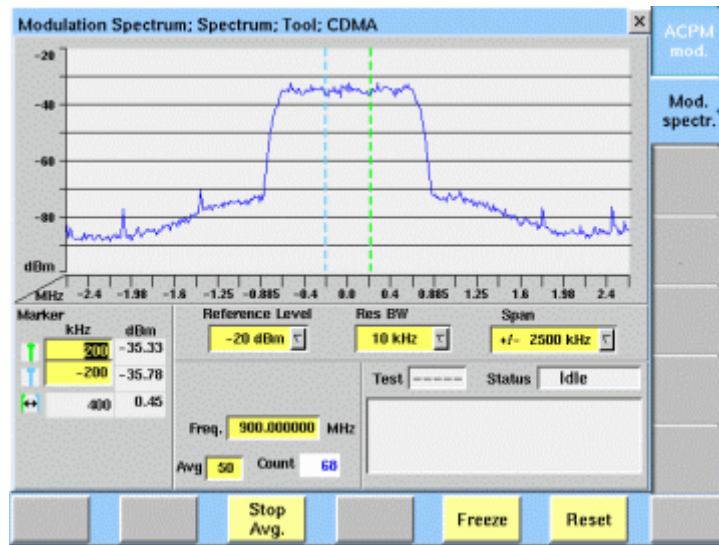 Modulation Spectrum; Spectrum; Tool; CDMA
ACPM
mod.
Mod.
spectr.
-20
-40
-60
-80
dBm
MHz -2.4 -1.98 -1.6 -1.25 -0.885 -0.4 0.0 0.4 0.885 1.25 1.6 1.98 2.4
Marker
kHz dBm
200 -35.33
-200 -35.78
400 0.45
Reference Level Res BW Span
-20 dBm 10 kHz +/- 2500 kHz
Test ----- Status Idle
Freq. 900.000000 MHz
Avg 50 Count 68
Stop
Avg.
Freeze
Reset